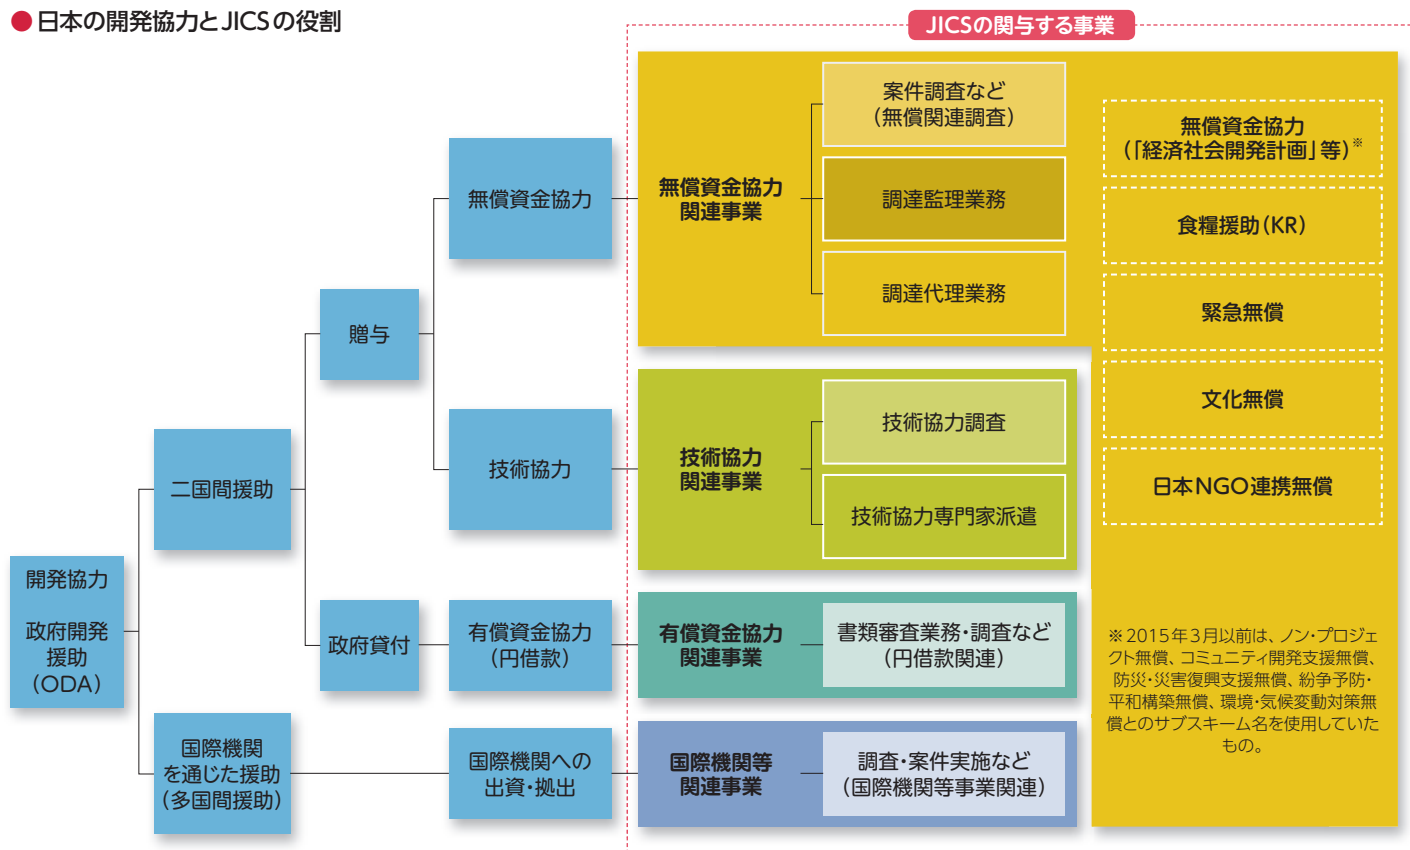 ●日本の開発協力とJICSの役割
JICSの関与する事業
開発協力
政府開発
援助
（ODA）
二国間援助
国際機関
を通じた援助
（多国間援助）
贈与
政府貸付
無償資金協力
技術協力
有償資金協力
（円借款）
国際機関への
出資・拠出
無償資金協力
関連事業
案件調査など
（無償関連調査）
調達監理業務
調達代理業務
技術協力
関連事業
技術協力調査
技術協力専門家派遣
有償資金協力
関連事業
書類審査業務・調査など
（円借款関連）
国際機関等
関連事業
調査・案件実施など
（国際機関等事業関連）
無償資金協力
（「経済社会開発計画」等）※
食糧援助（KR）
緊急無償
文化無償
日本NGO連携無償
※2015年3月以前は、ノン・プロジェ
クト無償、コミュニティ開発支援無償、
防災・災害復興支援無償、紛争予防・
平和構築無償、環境・気候変動対策無
償とのサブスキーム名を使用していた
もの。